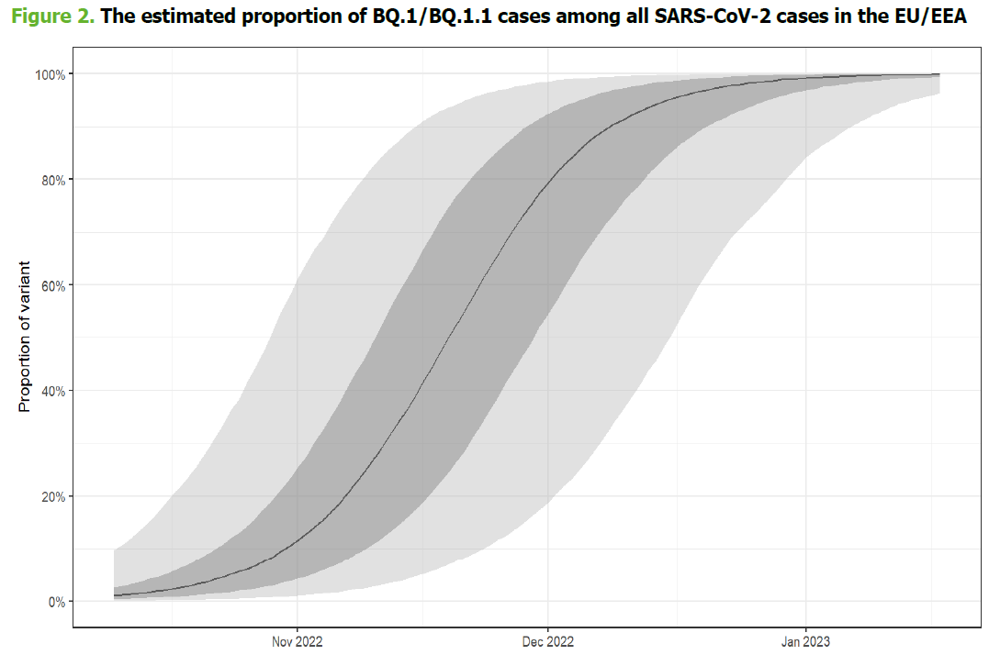 Figure 2. The estimated proportion of BQ.1/BQ.1.1 cases among all SARS-CoV-2 cases in the EU/EEA
100%
80%
60%
40%
20%
0%
Proportion of variant
Nov 2022
Dec 2022
Jan 2023